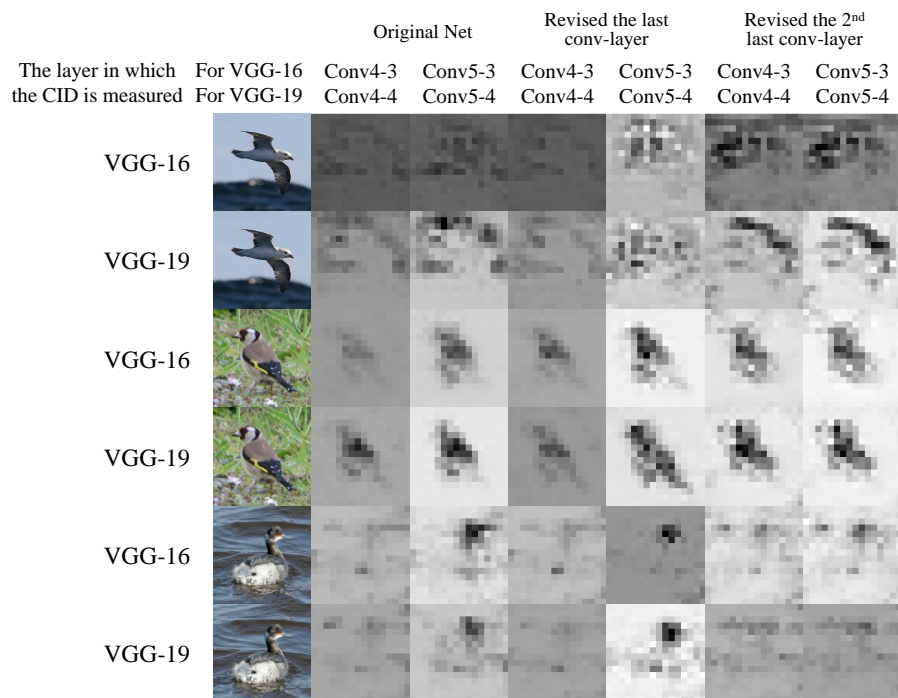 Original Net
Revised the last
conv-layer
Revised the 2nd
last conv-layer
The layer in which For VGG-16 Conv4-3 Conv5-3 Conv4-3 Conv5-3 Conv4-3 Conv5-3
the CID is measured For VGG-19 Conv4-4 Conv5-4 Conv4-4 Conv5-4 Conv4-4 Conv5-4
VGG-16
VGG-19
VGG-16
VGG-19
VGG-16
VGG-19